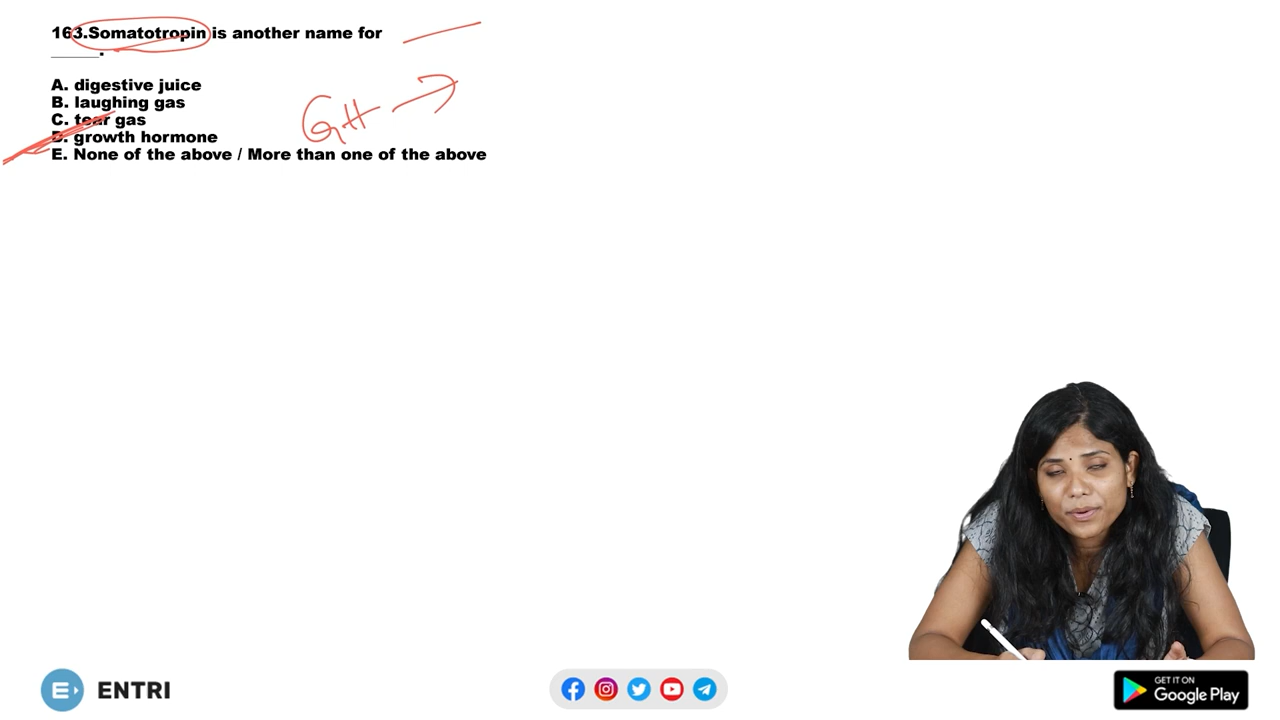 163.Somatotropin is another name for
______.
A. digestive juice
B. laughing gas
C. tear gas
D. growth hormone
E. None of the above / More than one of the above
GH
E ENTRI
GET IT ON
Google Play